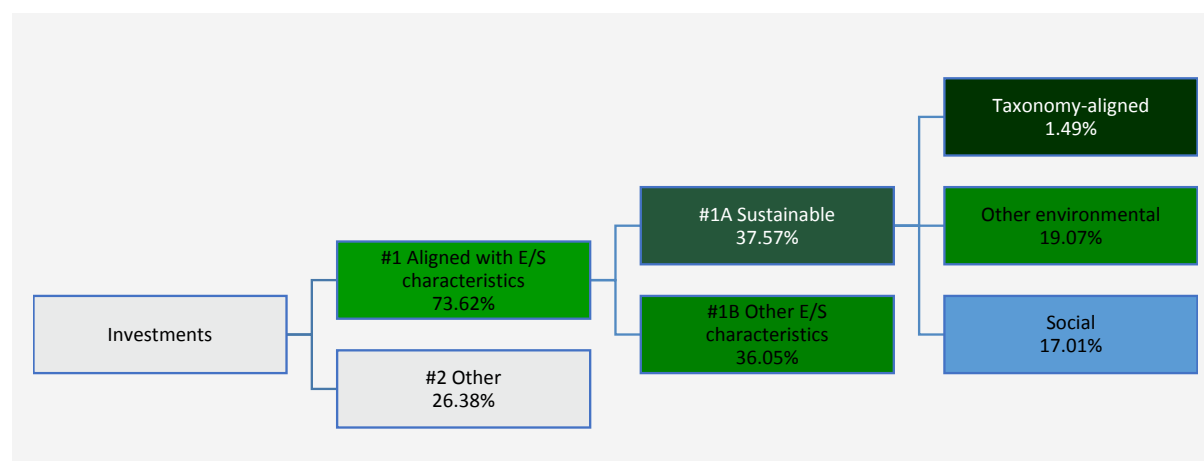 Investments
#1 Aligned with E/S
characteristics
73.62%
#2 Other
26.38%
#1A Sustainable
37.57%
#1B Other E/S
characteristics
36.05%
Taxonomy-aligned
1.49%
Other environmental
19.07%
Social
17.01%